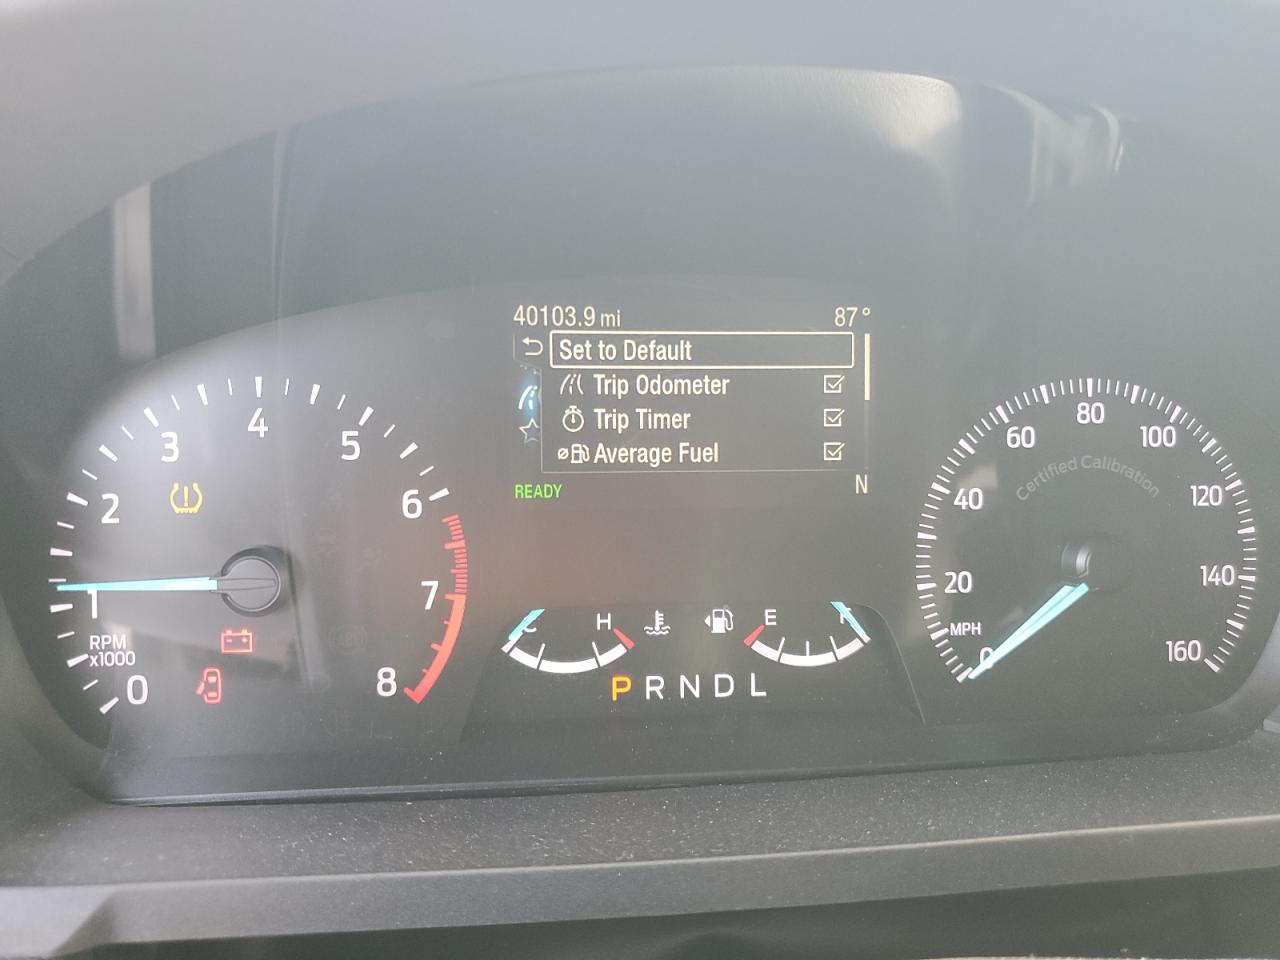 40103.9 mi 87°
Set to Default
Trip Odometer
Trip Timer
Average Fuel
READY N
0
1
2
3
4
5
6
7
8
RPM
x1000
H
E
P R N D L
0
20
40
60
80
100
120
140
160
MPH
Certified Calibration